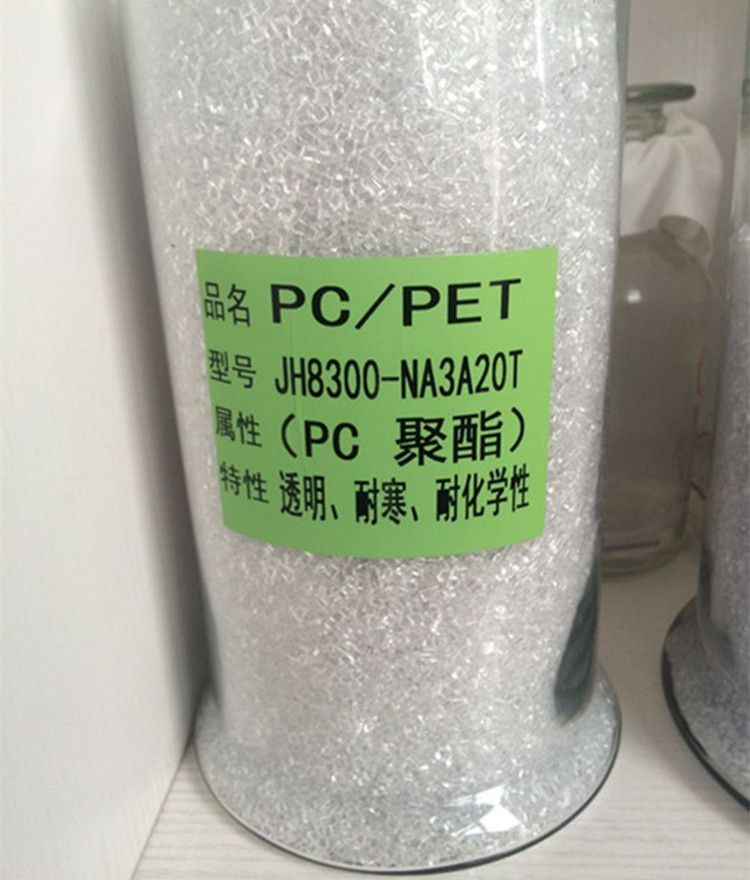 品名 PC/PET
型号 JH8300-NA3A20T
属性 (PC 聚酯)
特性 透明、耐寒、耐化学性